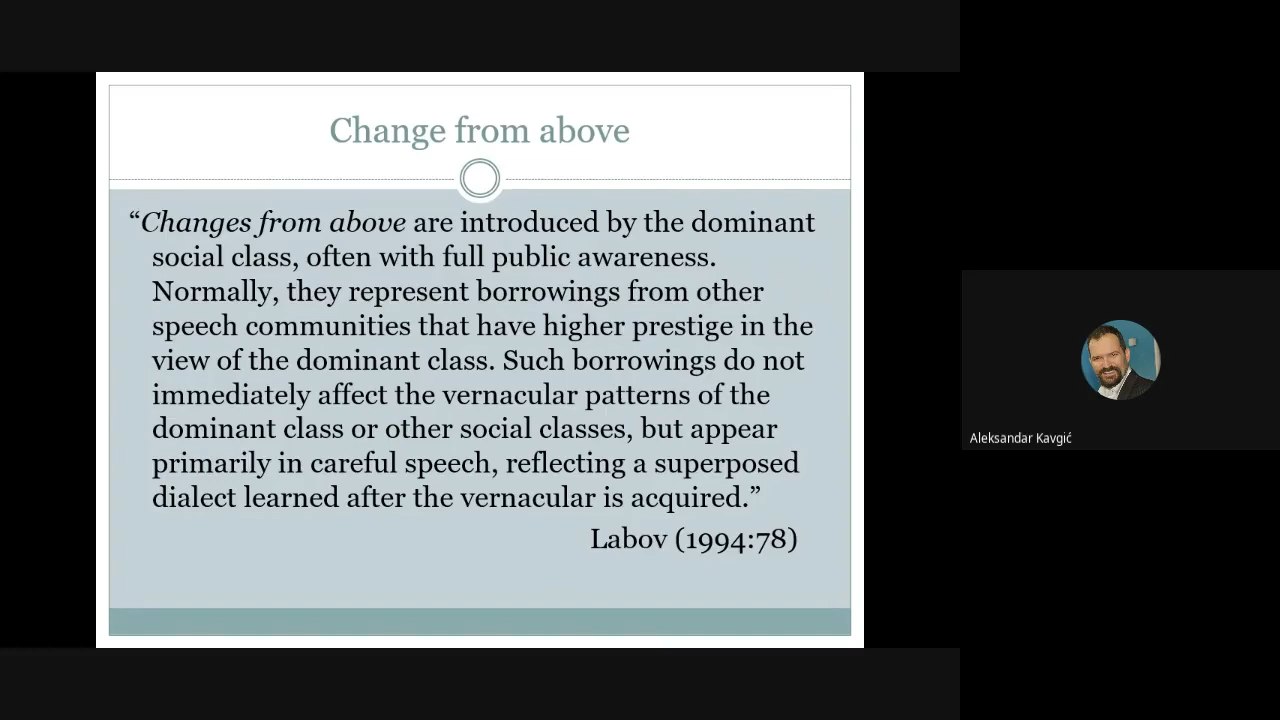 Change from above
“Changes from above are introduced by the dominant
social class, often with full public awareness.
Normally, they represent borrowings from other
speech communities that have higher prestige in the
view of the dominant class. Such borrowings do not
immediately affect the vernacular patterns of the
dominant class or other social classes, but appear
primarily in careful speech, reflecting a superposed
dialect learned after the vernacular is acquired.”
Labov (1994:78)
Aleksandar Kavgić